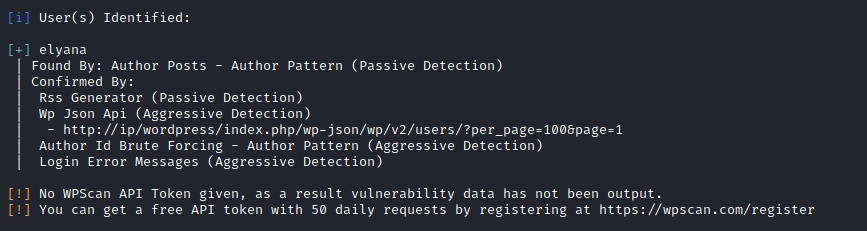 [i] User(s) Identified:
[+] elyana
| Found By: Author Posts - Author Pattern (Passive Detection)
| Confirmed By:
|  Rss Generator (Passive Detection)
|  Wp Json Api (Aggressive Detection)
|   - http://ip/wordpress/index.php/wp-json/wp/v2/users/?per_page=100&page=1
|  Author Id Brute Forcing - Author Pattern (Aggressive Detection)
|  Login Error Messages (Aggressive Detection)
[!] No WPScan API Token given, as a result vulnerability data has not been output.
[!] You can get a free API token with 50 daily requests by registering at https://wpscan.com/register